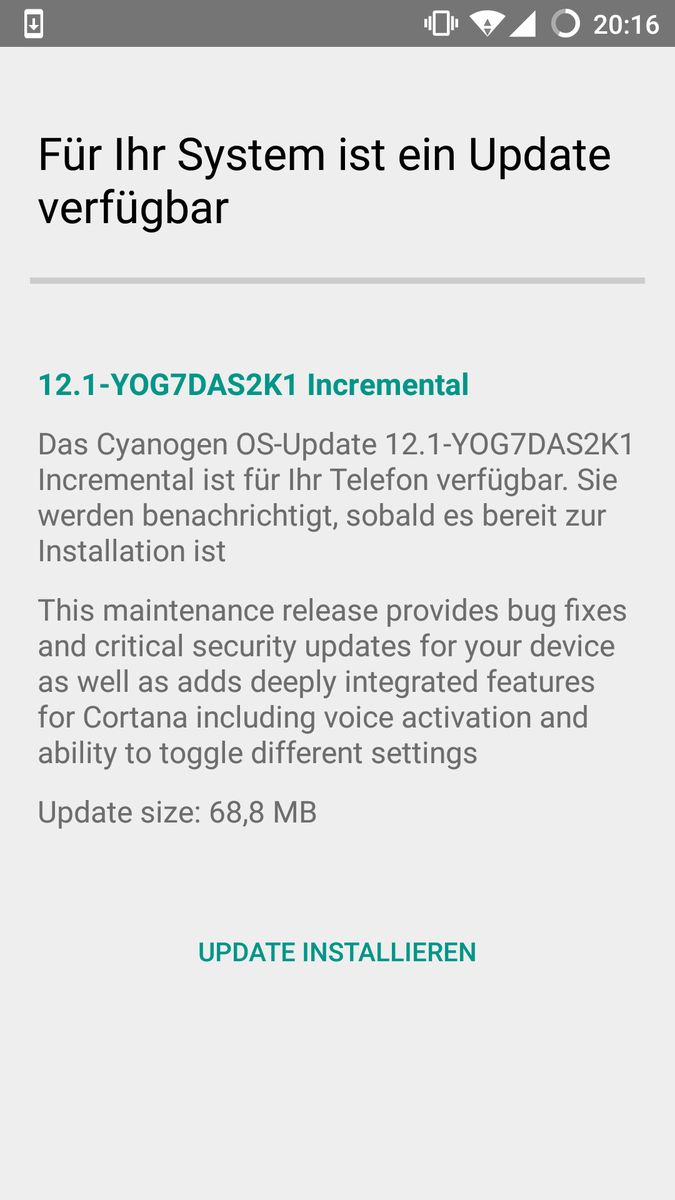 20:16
Für Ihr System ist ein Update
verfügbar
12.1-YOG7DAS2K1 Incremental
Das Cyanogen OS-Update 12.1-YOG7DAS2K1
Incremental ist für Ihr Telefon verfügbar. Sie
werden benachrichtigt, sobald es bereit zur
Installation ist
This maintenance release provides bug fixes
and critical security updates for your device
as well as adds deeply integrated features
for Cortana including voice activation and
ability to toggle different settings
Update size: 68,8 MB
UPDATE INSTALLIEREN